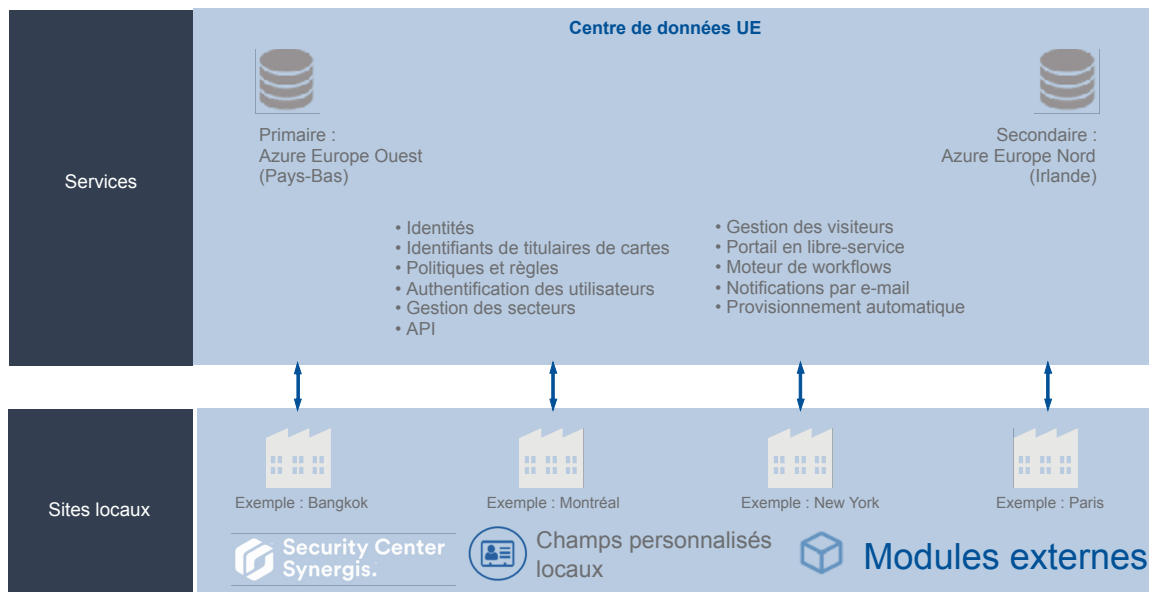 Centre de données UE
Services
Primaire :
Azure Europe Ouest
(Pays-Bas)
Secondaire :
Azure Europe Nord
(Irlande)
• Identités
• Identifiants de titulaires de cartes
• Politiques et règles
• Authentification des utilisateurs
• Gestion des secteurs
• API
• Gestion des visiteurs
• Portail en libre-service
• Moteur de workflows
• Notifications par e-mail
• Provisionnement automatique
Sites locaux
Exemple : Bangkok
Exemple : Montréal
Exemple : New York
Exemple : Paris
Security Center
Synergis.
Champs personnalisés
locaux
Modules externes